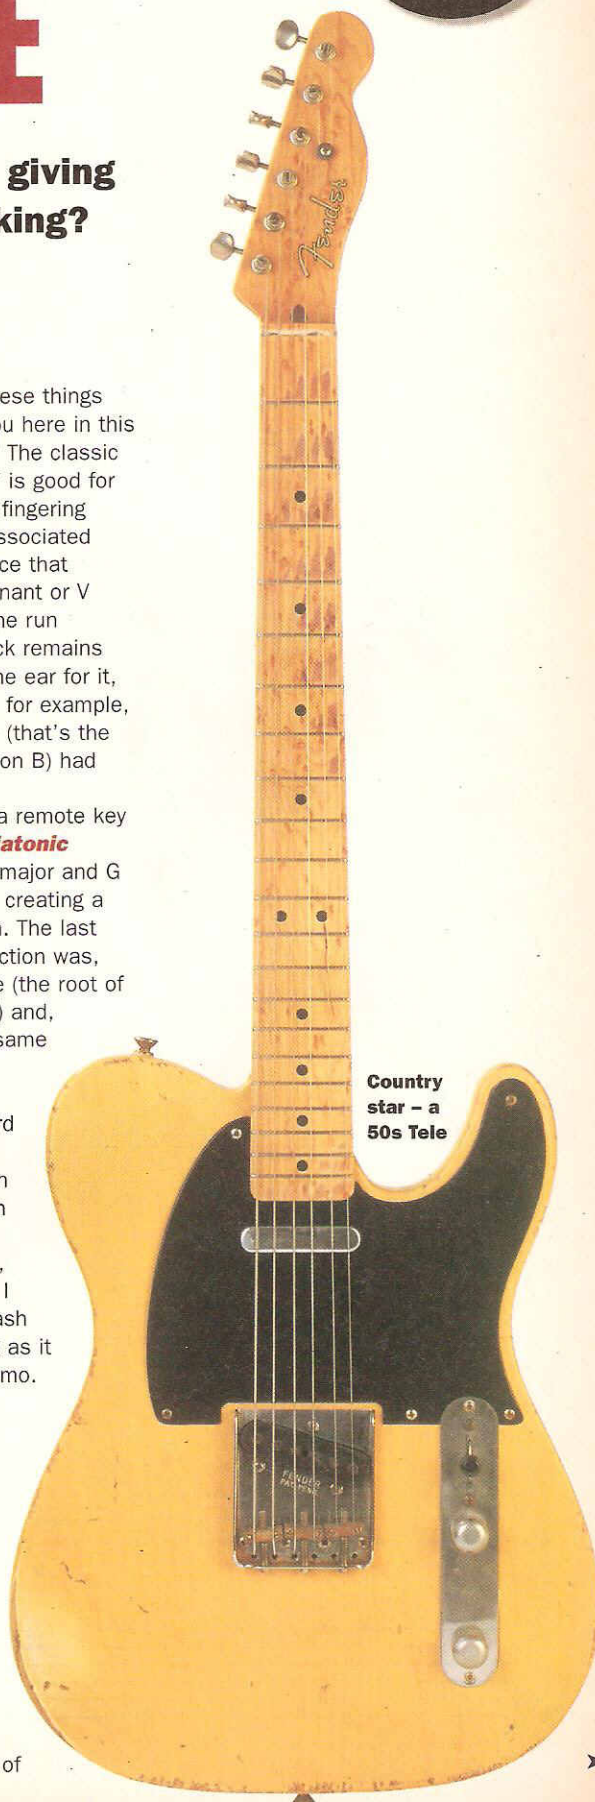 t
giving
king?
Fender
ese things
ou here in this
The classic
is good for
fingering
ssociated
ce that
nant or V
he run
ck remains
he ear for it,
for example,
(that's the
on B) had
a remote key
iatonic
major and G
creating a
n. The last
ction was,
e (the root of
) and,
same
Country
star – a
50s Tele
rd
n
n
,
I
ash
as it
mo.
FENDER
of